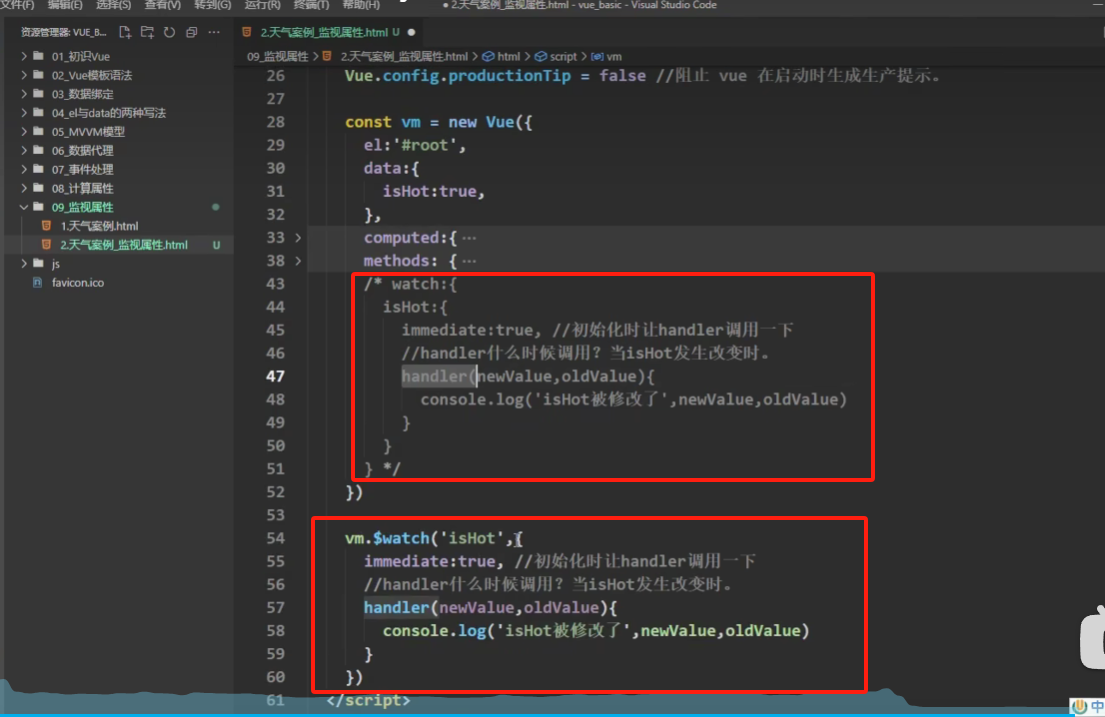 文件(F) 编辑(E) 选择(S) 查看(V) 转到(G) 运行(R) 终端(T) 帮助(H)
● 2.天气案例_监视属性.html - vue_basic - Visual Studio Code
资源管理器: VUE_B...
01_初识Vue
02_Vue模板语法
03_数据绑定
04_el与data的两种写法
05_MVVM模型
06_数据代理
07_事件处理
08_计算属性
09_监视属性
1.天气案例.html
2.天气案例_监视属性.html U
js
favicon.ico
2.天气案例_监视属性.html U ●
09_监视属性 > 2.天气案例_监视属性.html > html > script > vm
26 Vue.config.productionTip = false //阻止 vue 在启动时生成生产提示。
27
28 const vm = new Vue({
29 el:'#root',
30 data:{
31 isHot:true,
32 },
33 > computed:{ ···
38 > methods: { ···
43 /* watch:{
44 isHot:{
45 immediate:true, //初始化时让handler调用一下
46 //handler什么时候调用？当isHot发生改变时。
47 handler(newValue,oldValue){
48 console.log('isHot被修改了',newValue,oldValue)
49 }
50 }
51 } */
52 })
53
54 vm.$watch('isHot',{
55 immediate:true, //初始化时让handler调用一下
56 //handler什么时候调用？当isHot发生改变时。
57 handler(newValue,oldValue){
58 console.log('isHot被修改了',newValue,oldValue)
59 }
60 })
61 </script>
中